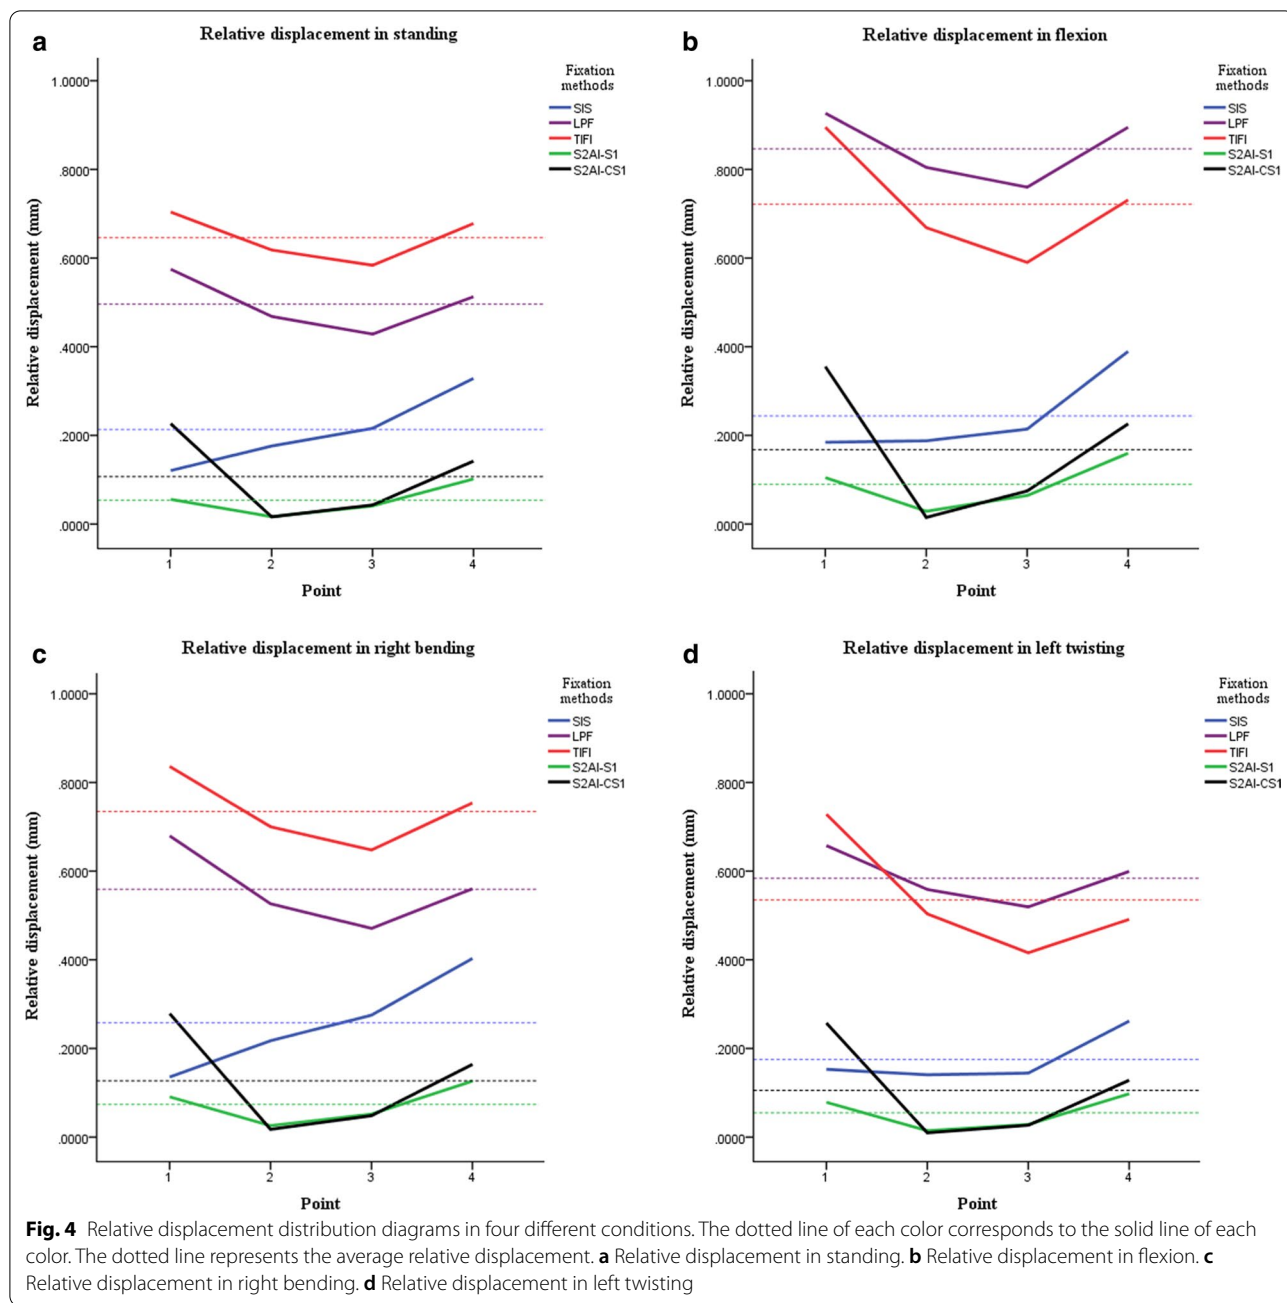 a
Relative displacement in standing
Fixation
methods
SIS
LPF
TIFI
S2AI-S1
S2AI-CS1
Relative displacement (mm)
1.0000
.8000
.6000
.4000
.2000
.0000
1 2 3 4
Point
b
Relative displacement in flexion
Fixation
methods
SIS
LPF
TIFI
S2AI-S1
S2AI-CS1
Relative displacement (mm)
1.0000
.8000
.6000
.4000
.2000
.0000
1 2 3 4
Point
c
Relative displacement in right bending
Fixation
methods
SIS
LPF
TIFI
S2AI-S1
S2AI-CS1
Relative displacement (mm)
1.0000
.8000
.6000
.4000
.2000
.0000
1 2 3 4
Point
d
Relative displacement in left twisting
Fixation
methods
SIS
LPF
TIFI
S2AI-S1
S2AI-CS1
Relative displacement (mm)
1.0000
.8000
.6000
.4000
.2000
.0000
1 2 3 4
Point
Fig. 4 Relative displacement distribution diagrams in four different conditions. The dotted line of each color corresponds to the solid line of each
color. The dotted line represents the average relative displacement. a Relative displacement in standing. b Relative displacement in flexion. c
Relative displacement in right bending. d Relative displacement in left twisting